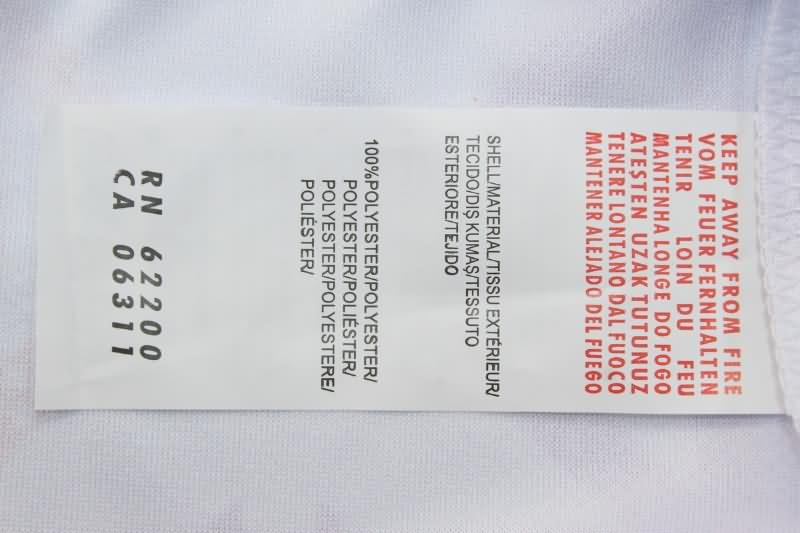 KEEP AWAY FROM FIRE
VOM FEUER FERNHALTEN
TENIR LOIN DU FEU
MANTENHA LONGE DO FOGO
ATEŞTEN UZAK TUTUNUZ
TENERE LONTANO DAL FUOCO
MANTENER ALEJADO DEL FUEGO
SHELL/MATERIAL/TISSU EXTÉRIEUR/
TECIDO/DIŞ KUMAŞ/TESSUTO
ESTERIORE/TEJIDO
100%POLYESTER/POLYESTER/
POLYESTER/POLIÉSTER/
POLYESTER/POLYESTERE/
POLIÉSTER/
RN 62200
CA 06311